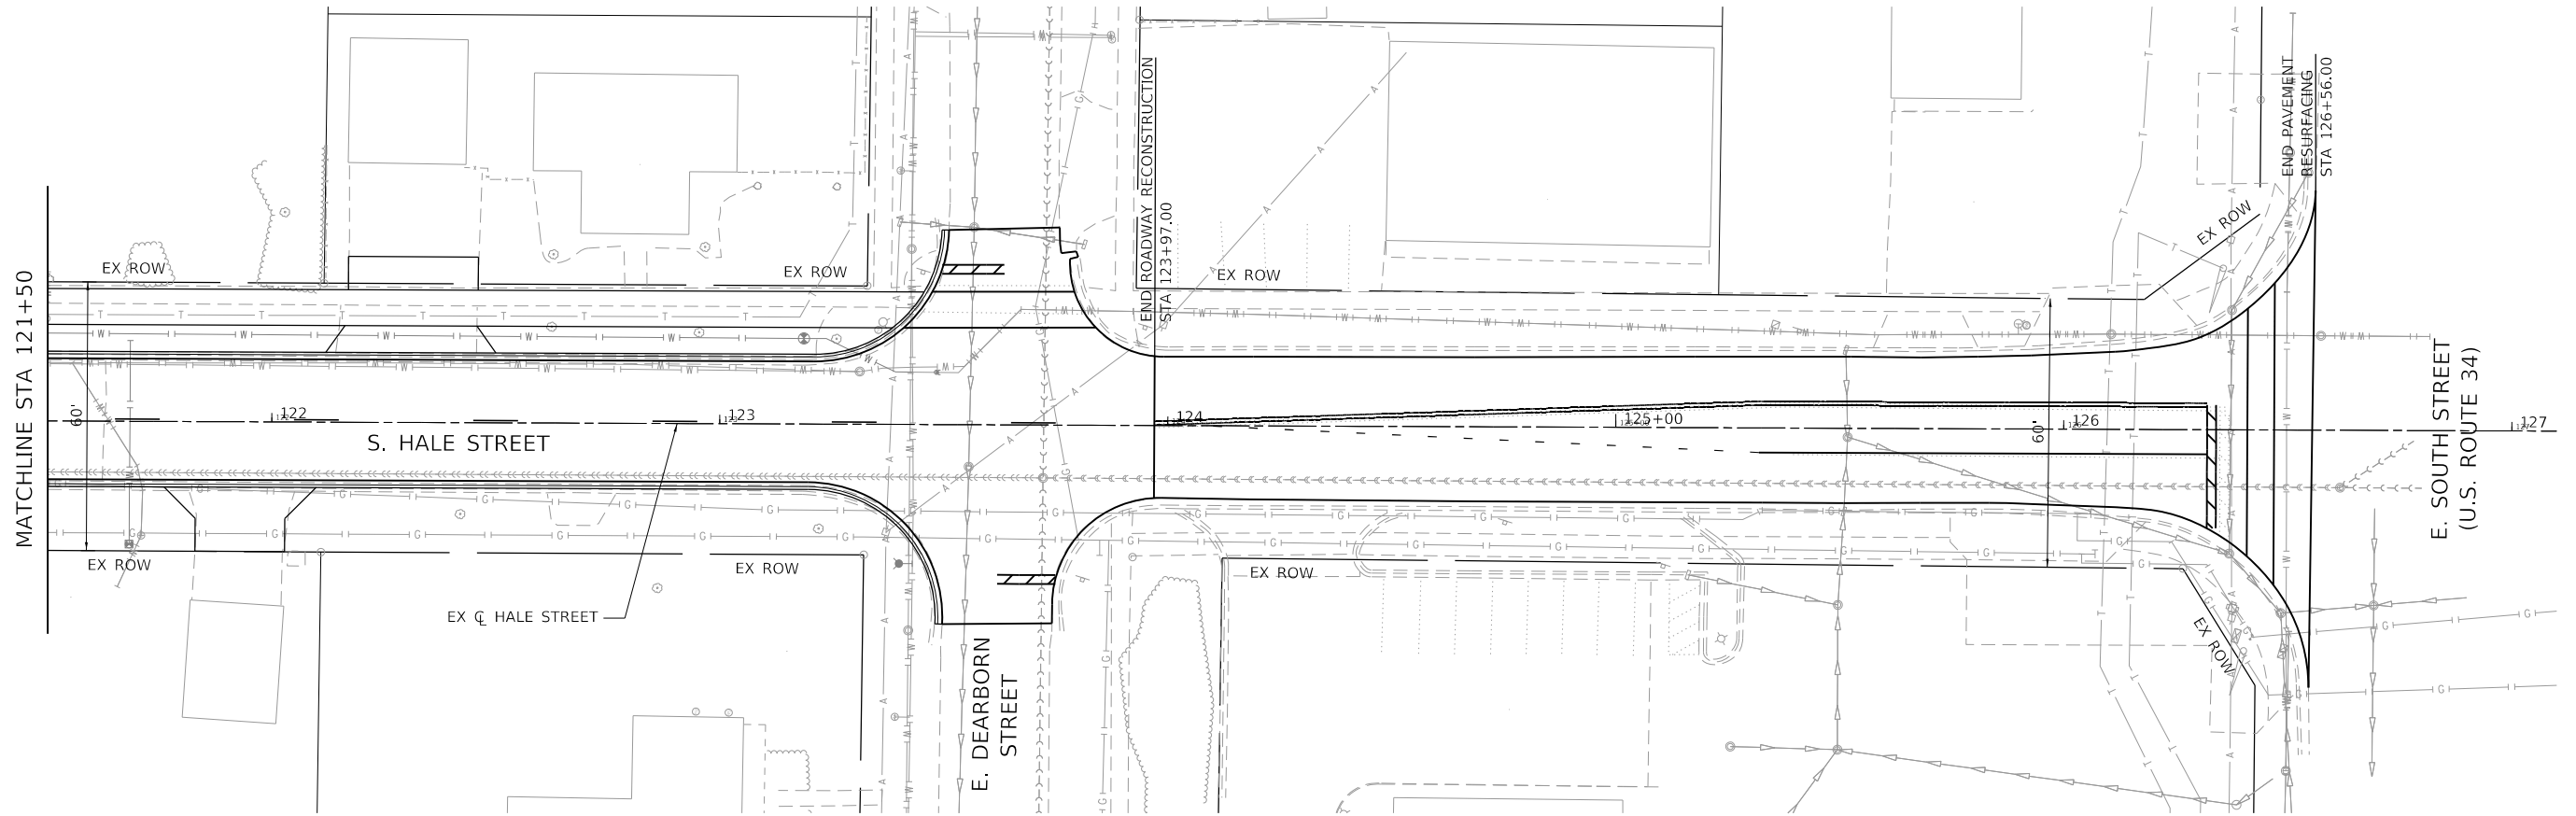 MATCHLINE STA 121+50
EX ROW
EX ROW
60'
122
123
S. HALE STREET
EX ROW
EX ROW
EX ℄ HALE STREET
E. DEARBORN
STREET
END ROADWAY RECONSTRUCTION
STA 123+97.00
EX ROW
124
125+00
126
127
60'
EX ROW
EX ROW
EX ROW
END PAVEMENT
RESURFACING
STA 126+56.00
E. SOUTH STREET
(U.S. ROUTE 34)